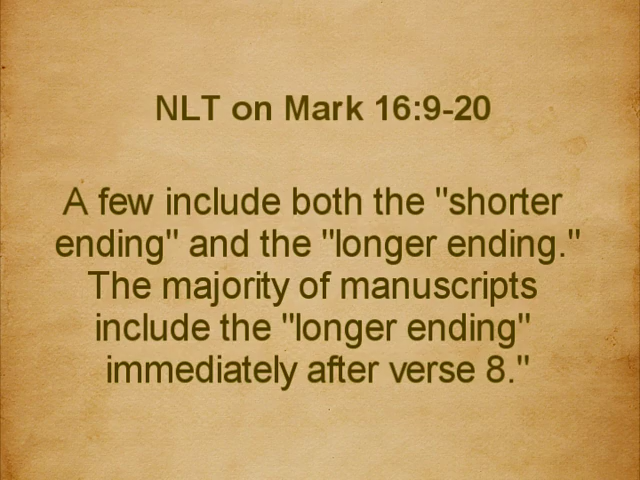 NLT on Mark 16:9-20
A few include both the "shorter
ending" and the "longer ending."
The majority of manuscripts
include the "longer ending"
immediately after verse 8."